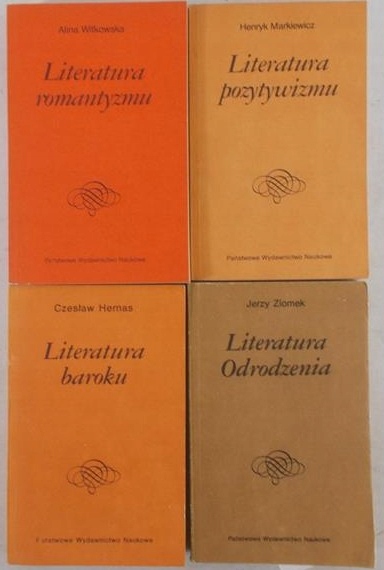 Alina Witkowska
Literatura
romantyzmu
Państwowe Wydawnictwo Naukowe
Henryk Markiewicz
Literatura
pozytywizmu
Państwowe Wydawnictwo Naukowe
Czesław Hernas
Literatura
baroku
Państwowe Wydawnictwo Naukowe
Jerzy Ziomek
Literatura
Odrodzenia
Państwowe Wydawnictwo Naukowe